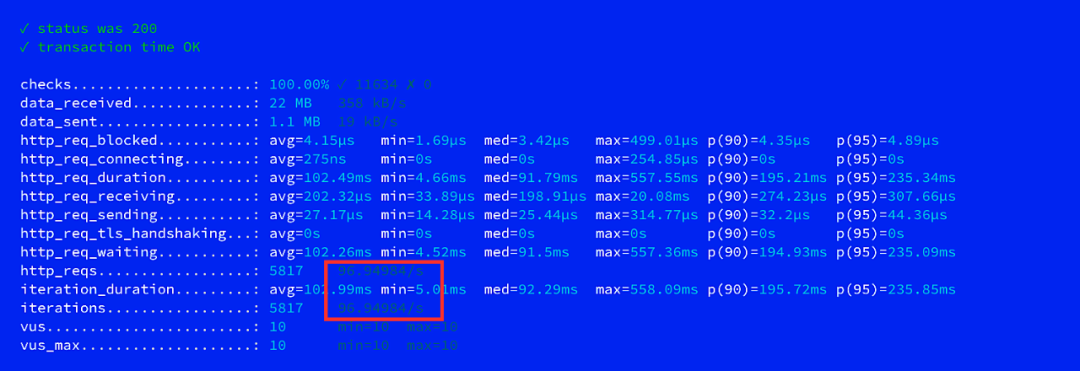 ✓ status was 200
✓ transaction time OK
checks.....................: 100.00% ✓ 11634 ✗ 0
data_received..............: 22 MB 358 kB/s
data_sent..................: 1.1 MB 19 kB/s
http_req_blocked...........: avg=4.15µs min=1.69µs med=3.42µs max=499.01µs p(90)=4.35µs p(95)=4.89µs
http_req_connecting........: avg=275ns min=0s med=0s max=254.85µs p(90)=0s p(95)=0s
http_req_duration..........: avg=102.49ms min=4.66ms med=91.79ms max=557.55ms p(90)=195.21ms p(95)=235.34ms
http_req_receiving.........: avg=202.32µs min=33.89µs med=198.91µs max=20.08ms p(90)=274.23µs p(95)=307.66µs
http_req_sending...........: avg=27.17µs min=14.28µs med=25.44µs max=314.77µs p(90)=32.2µs p(95)=44.36µs
http_req_tls_handshaking...: avg=0s min=0s med=0s max=0s p(90)=0s p(95)=0s
http_req_waiting...........: avg=102.26ms min=4.52ms med=91.5ms max=557.36ms p(90)=194.93ms p(95)=235.09ms
http_reqs..................: 5817 96.94984/s
iteration_duration.........: avg=102.99ms min=5.01ms med=92.29ms max=558.09ms p(90)=195.72ms p(95)=235.85ms
iterations.................: 5817 96.94984/s
vus........................: 10 min=10 max=10
vus_max....................: 10 min=10 max=10